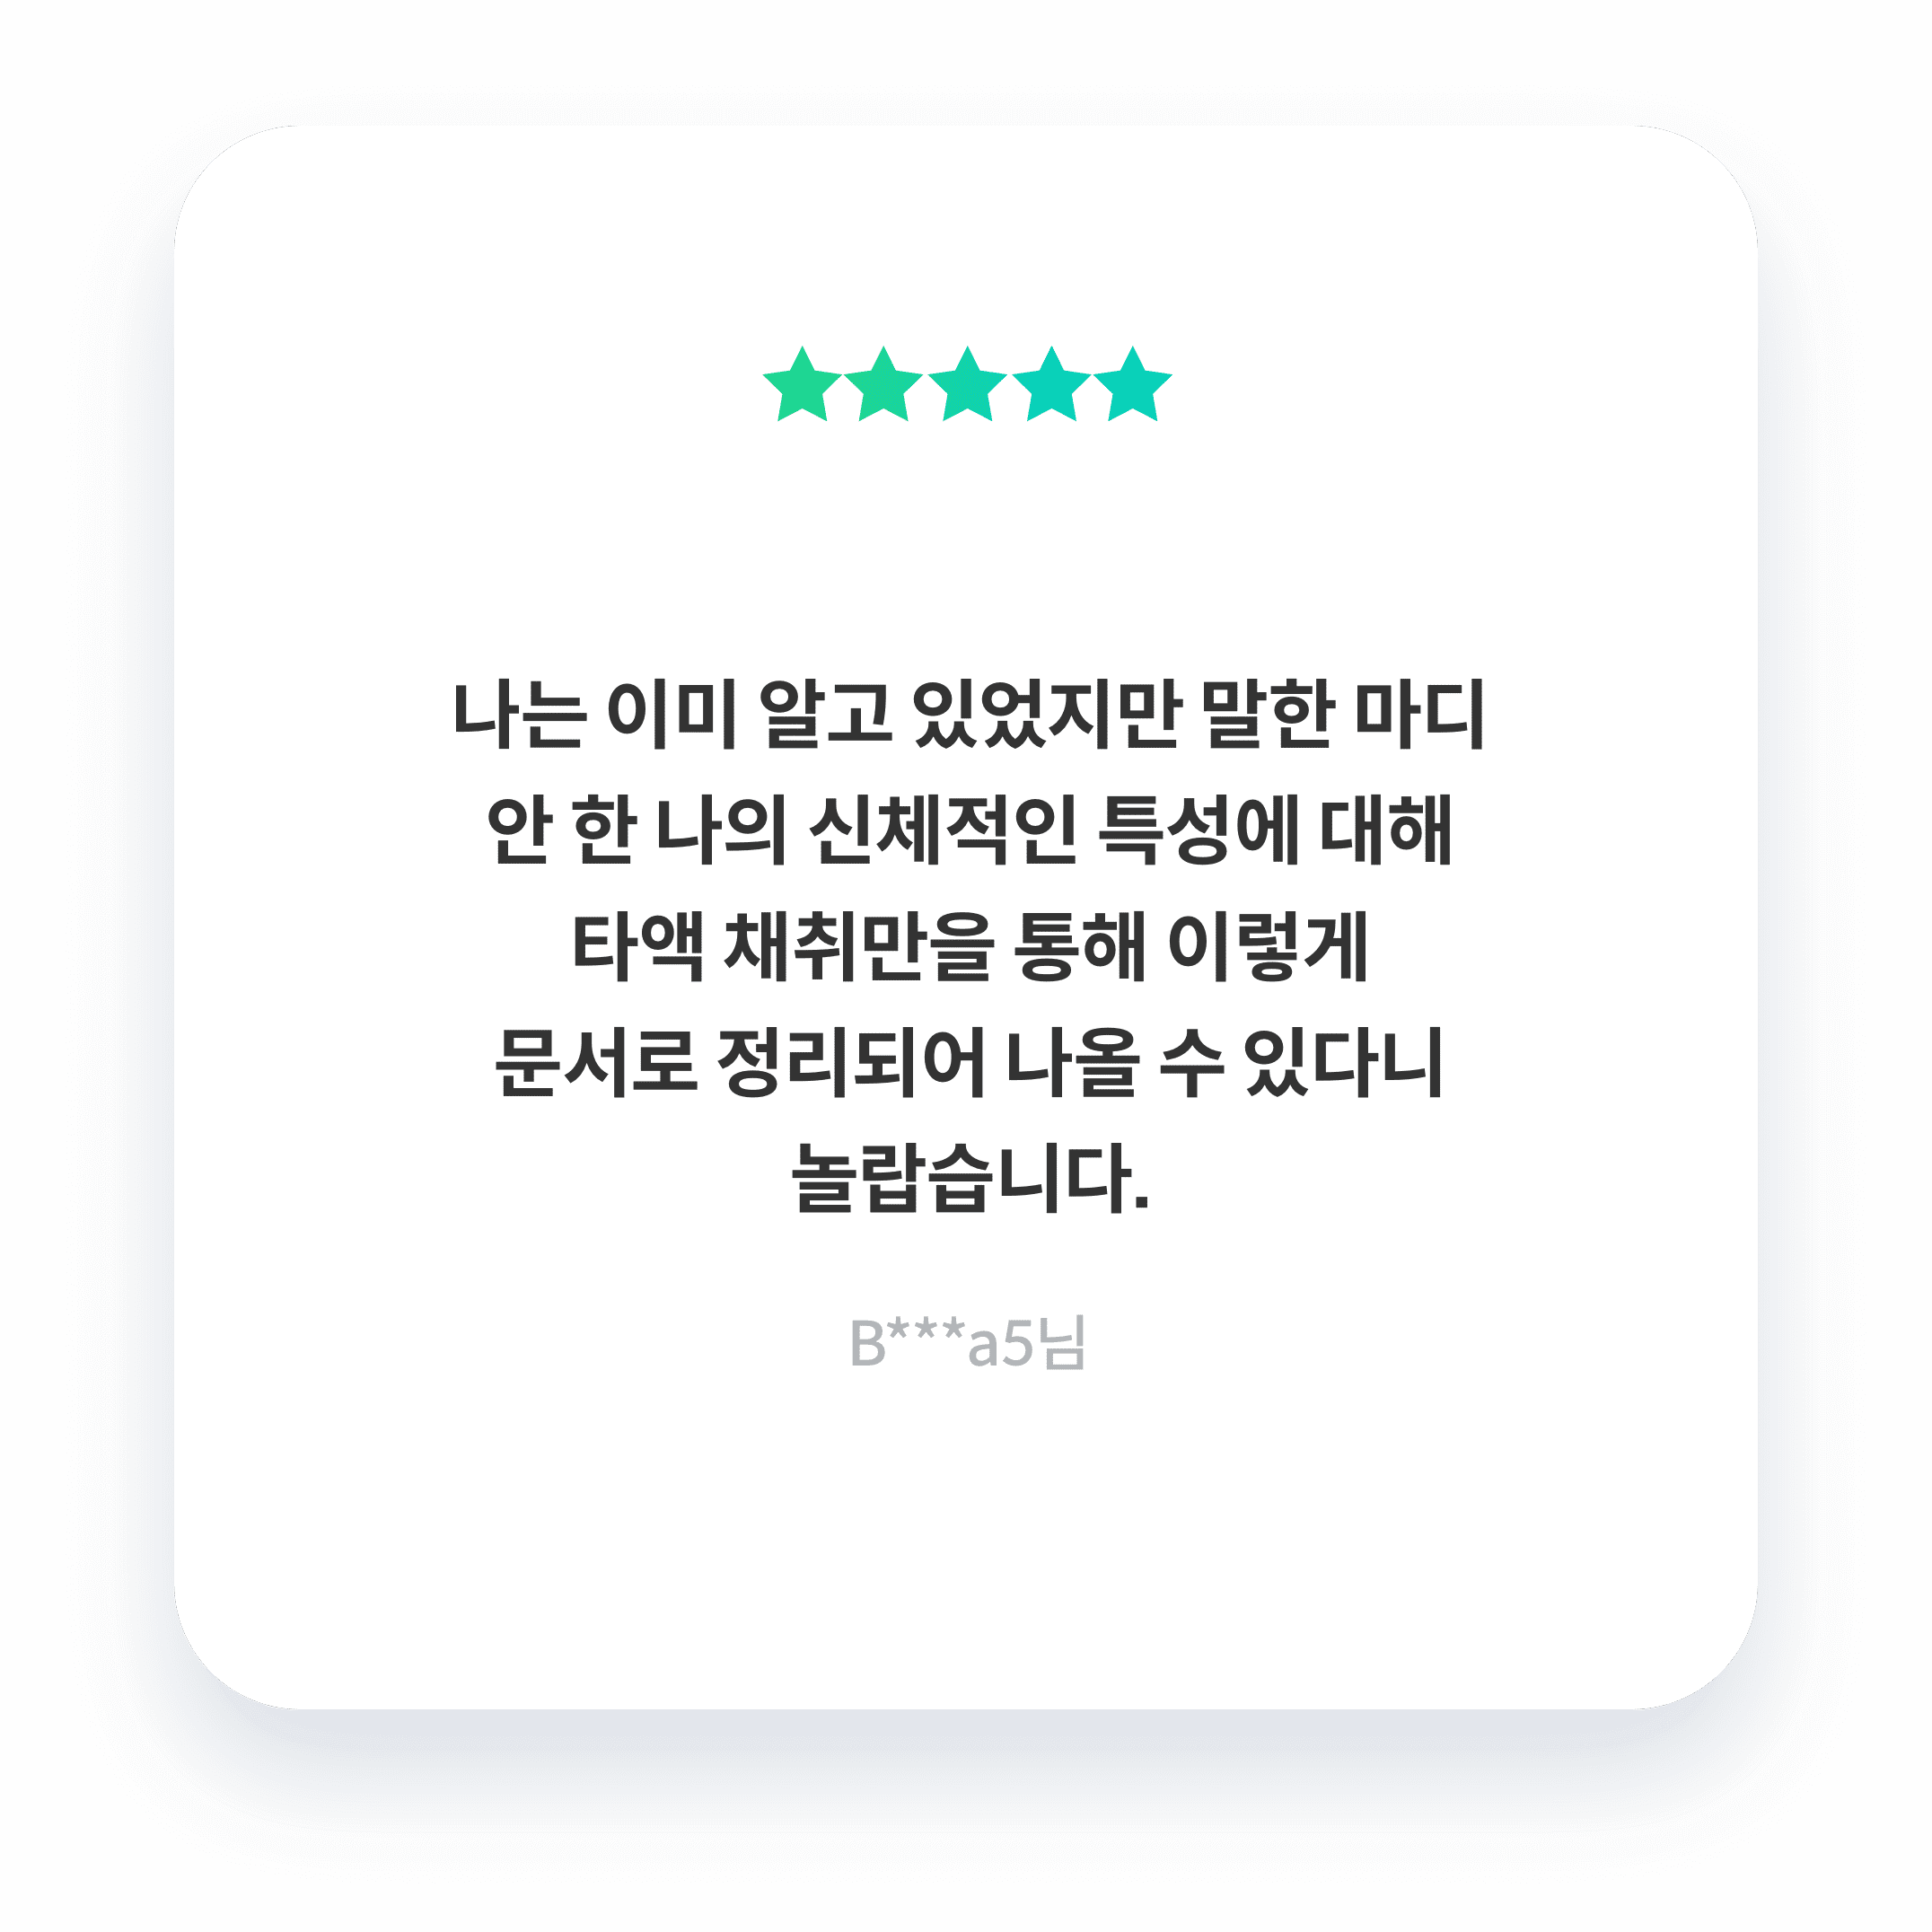 나는 이미 알고 있었지만 말한 마디
안 한 나의 신체적인 특성에 대해
타액 채취만을 통해 이렇게
문서로 정리되어 나올 수 있다니
놀랍습니다.
B***a5님